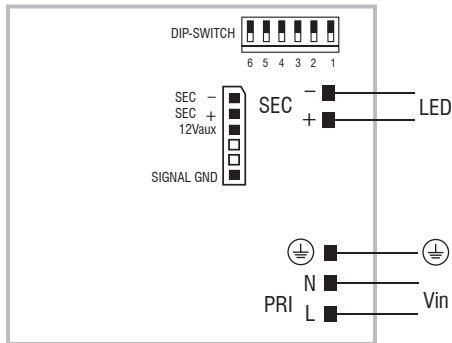 DIP-SWITCH
6 5 4 3 2 1
SEC −
SEC +
12Vaux
SIGNAL GND
SEC
−
+
LED
PRI
N
L
Vin